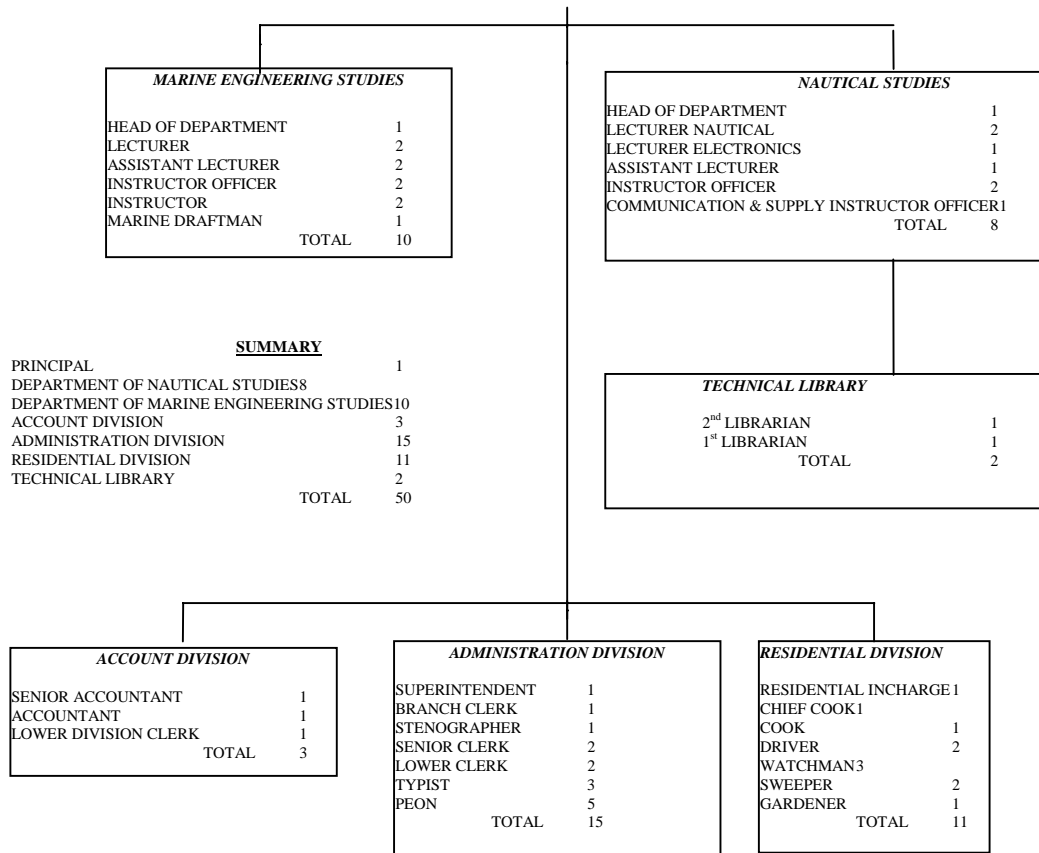 MARINE ENGINEERING STUDIES
HEAD OF DEPARTMENT 1
LECTURER 2
ASSISTANT LECTURER 2
INSTRUCTOR OFFICER 2
INSTRUCTOR 2
MARINE DRAFTMAN 1
TOTAL 10
NAUTICAL STUDIES
HEAD OF DEPARTMENT 1
LECTURER NAUTICAL 2
LECTURER ELECTRONICS 1
ASSISTANT LECTURER 1
INSTRUCTOR OFFICER 2
COMMUNICATION & SUPPLY INSTRUCTOR OFFICER1
TOTAL 8
SUMMARY
PRINCIPAL 1
DEPARTMENT OF NAUTICAL STUDIES8
DEPARTMENT OF MARINE ENGINEERING STUDIES10
ACCOUNT DIVISION 3
ADMINISTRATION DIVISION 15
RESIDENTIAL DIVISION 11
TECHNICAL LIBRARY 2
TOTAL 50
TECHNICAL LIBRARY
2nd LIBRARIAN 1
1st LIBRARIAN 1
TOTAL 2
ACCOUNT DIVISION
SENIOR ACCOUNTANT 1
ACCOUNTANT 1
LOWER DIVISION CLERK 1
TOTAL 3
ADMINISTRATION DIVISION
SUPERINTENDENT 1
BRANCH CLERK 1
STENOGRAPHER 1
SENIOR CLERK 2
LOWER CLERK 2
TYPIST 3
PEON 5
TOTAL 15
RESIDENTIAL DIVISION
RESIDENTIAL INCHARGE 1
CHIEF COOK1
COOK 1
DRIVER 2
WATCHMAN3
SWEEPER 2
GARDENER 1
TOTAL 11